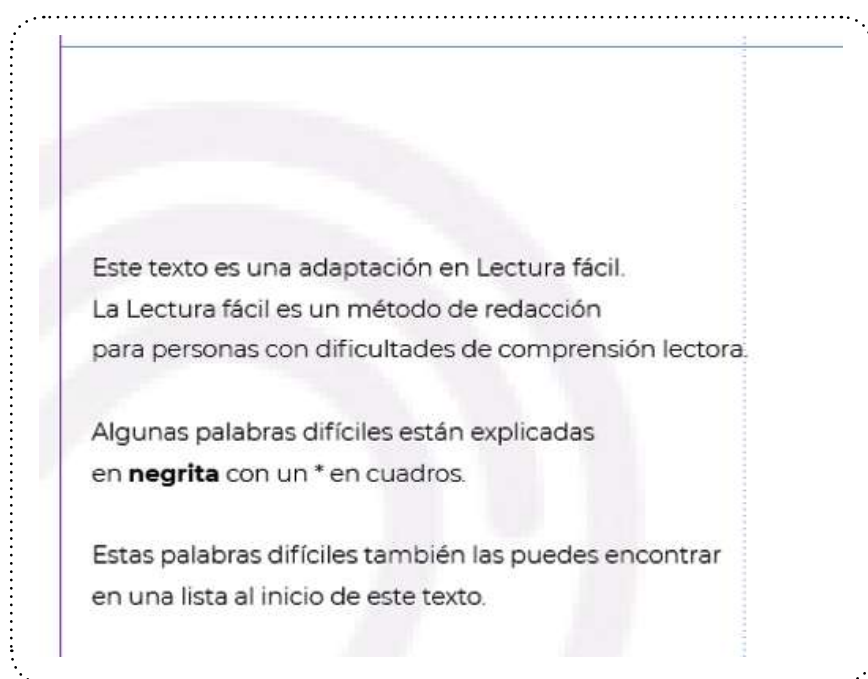 Este texto es una adaptación en Lectura fácil.
La Lectura fácil es un método de redacción
para personas con dificultades de comprensión lectora.
Algunas palabras difíciles están explicadas
en negrita con un * en cuadros.
Estas palabras difíciles también las puedes encontrar
en una lista al inicio de este texto.